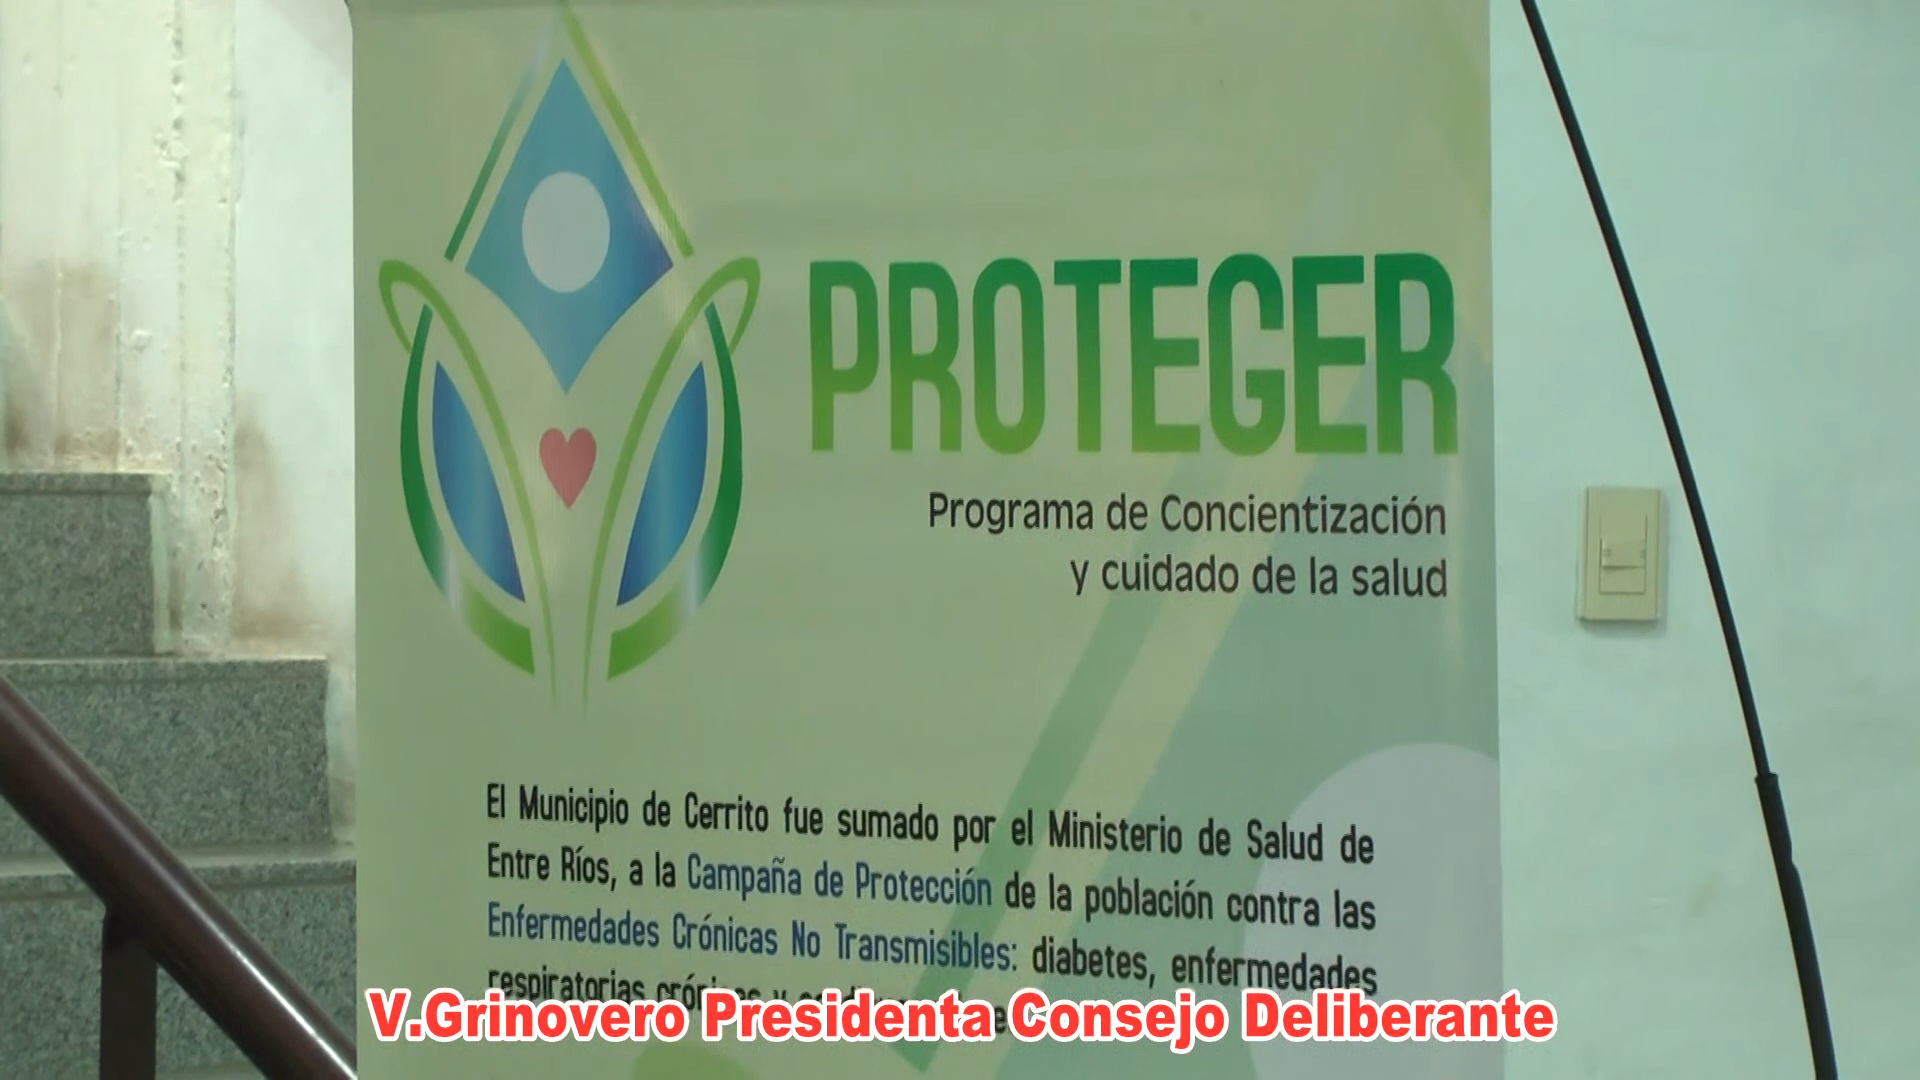 PROTEGER
Programa de Concientización
y cuidado de la salud
El Municipio de Cerrito fue sumado por el Ministerio de Salud de
Entre Ríos, a la Campaña de Protección de la población contra las
Enfermedades Crónicas No Transmisibles: diabetes, enfermedades
respiratorias
V.Grinovero Presidenta Consejo Deliberante